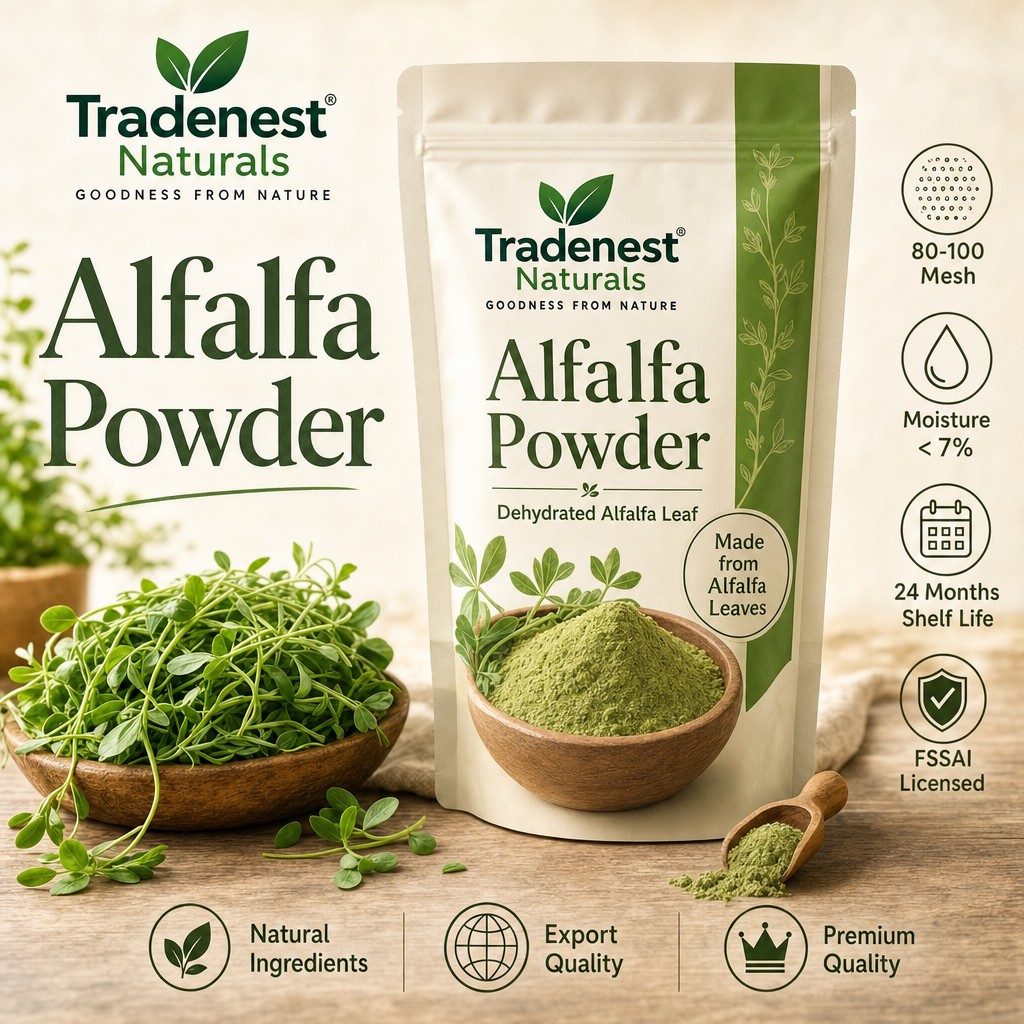 Tradenest®
Naturals
GOODNESS FROM NATURE
Alfalfa
Powder
Tradenest®
Naturals
GOODNESS FROM NATURE
Alfalfa
Powder
Dehydrated Alfalfa Leaf
Made
from
Alfalfa
Leaves
80-100
Mesh
Moisture
< 7%
24 Months
Shelf Life
FSSAI
Licensed
Natural
Ingredients
Export
Quality
Premium
Quality